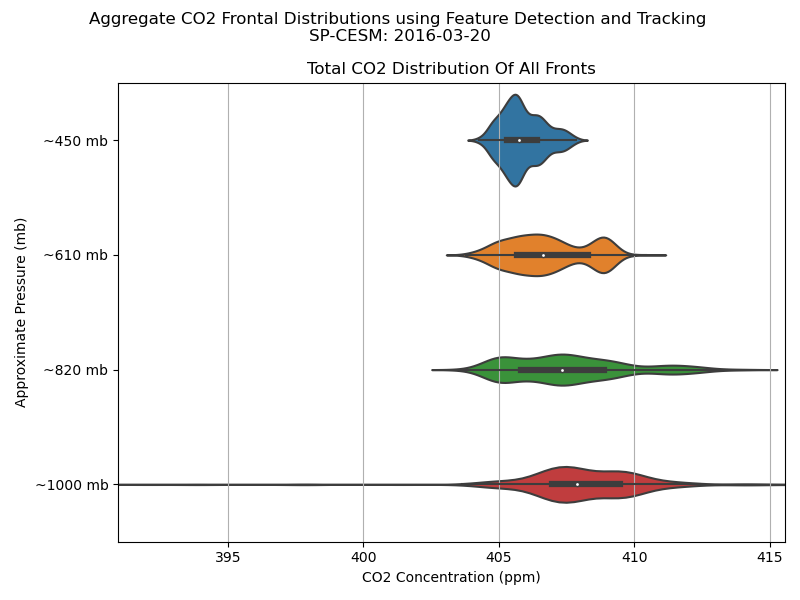 Aggregate CO2 Frontal Distributions using Feature Detection and Tracking
SP-CESM: 2016-03-20
Total CO2 Distribution Of All Fronts
Approximate Pressure (mb)
~450 mb
~610 mb
~820 mb
~1000 mb
395 400 405 410 415
CO2 Concentration (ppm)